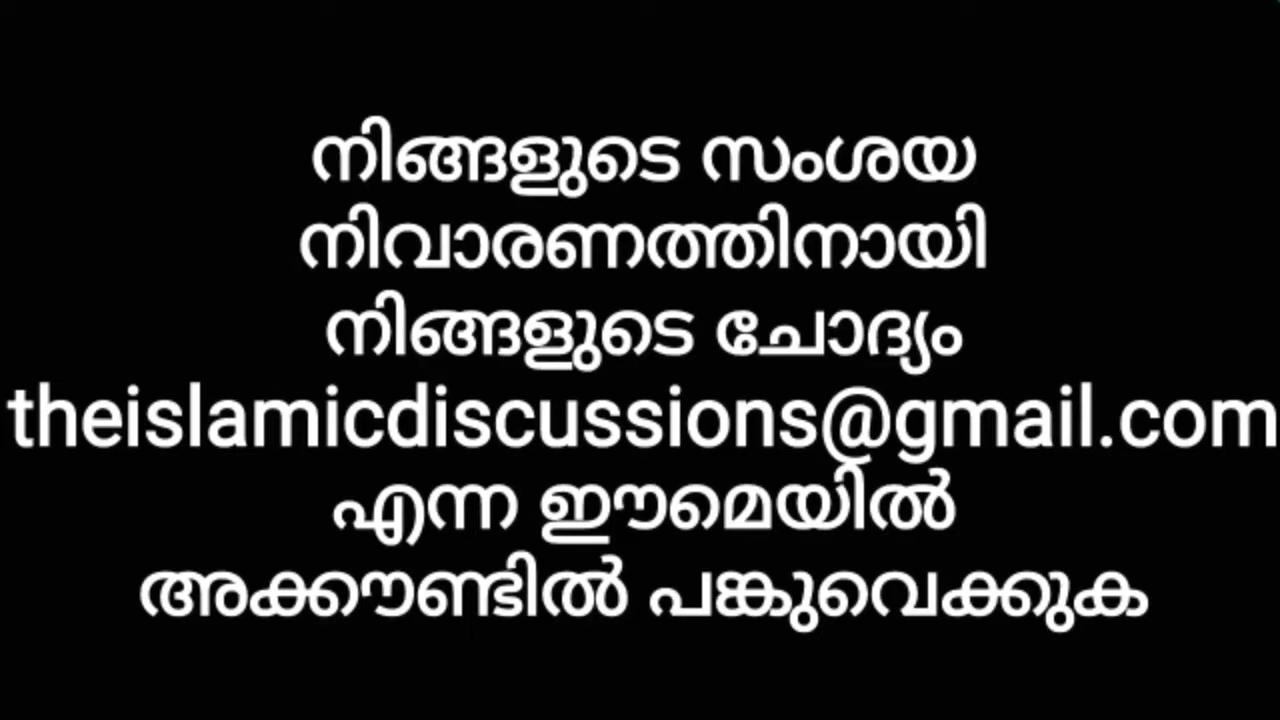 നിങ്ങളുടെ സംശയ
നിവാരണത്തിനായി
നിങ്ങളുടെ ചോദ്യം
theislamicdiscussions@gmail.com
എന്ന ഈമെയിൽ
അക്കൗണ്ടിൽ പങ്കുവെക്കുക